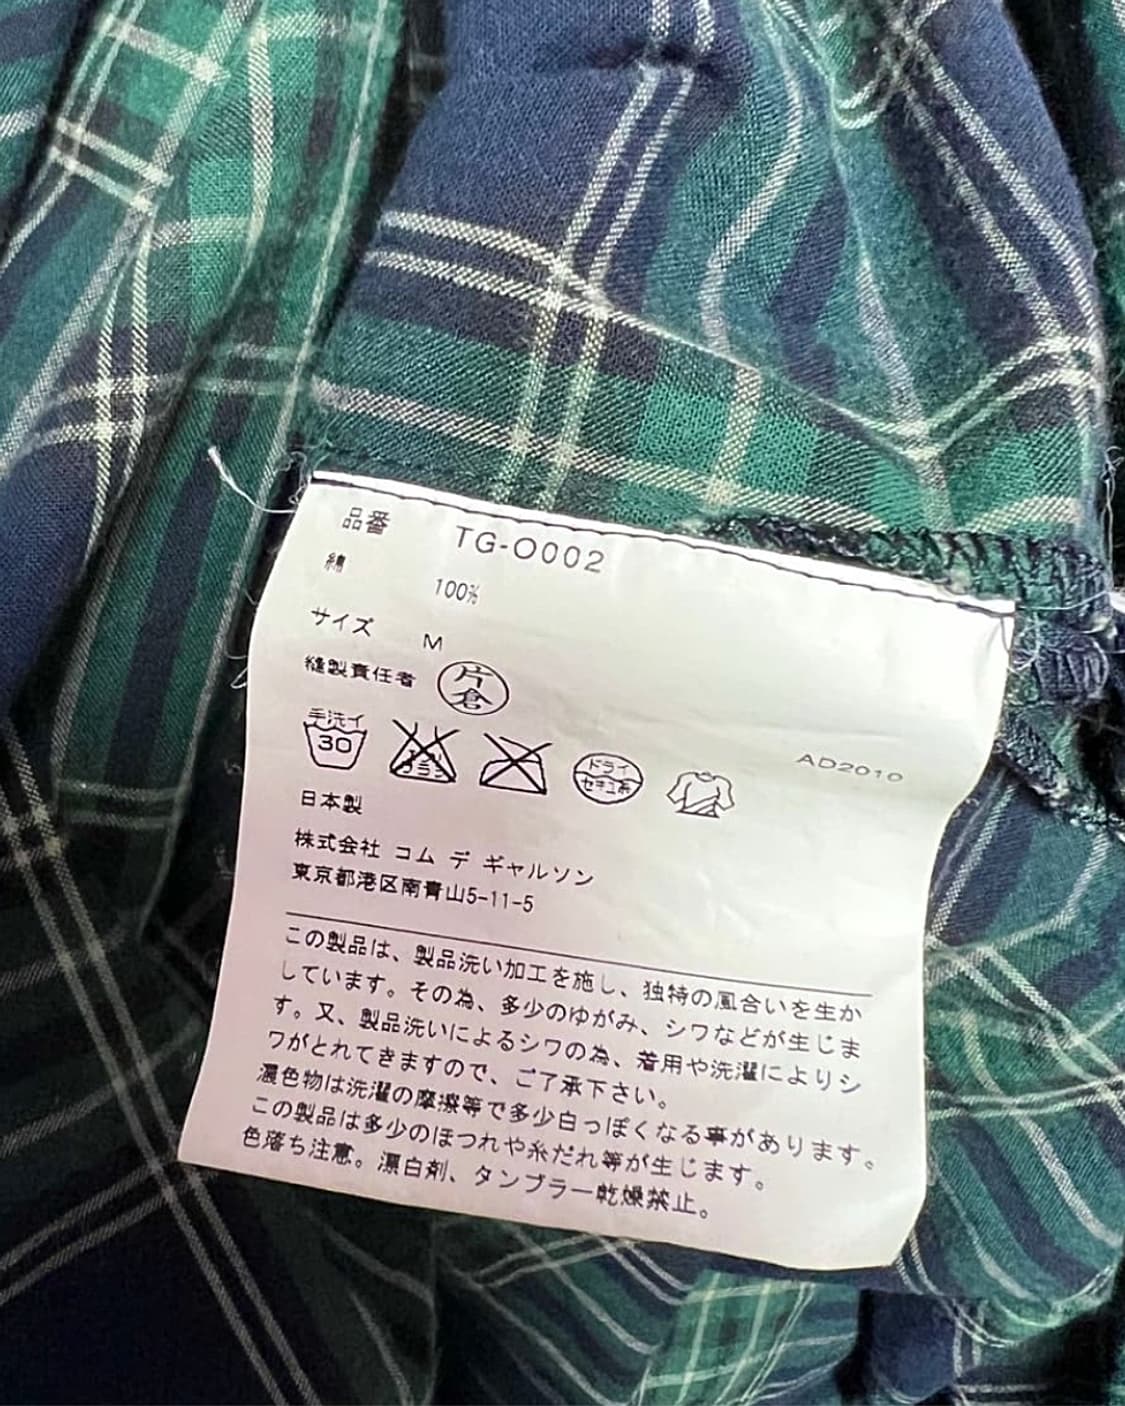 品番 TG-O002
綿 100%
サイズ M
縫製責任者 片倉
手洗イ 30
ドライ セキユ系
AD2010
日本製
株式会社 コム デ ギャルソン
東京都港区南青山5-11-5
この製品は、製品洗い加工を施し、独特の風合いを生か
しています。その為、多少のゆがみ、シワなどが生じま
す。又、製品洗いによるシワの為、着用や洗濯によりシ
ワがとれてきますので、ご了承下さい。
濃色物は洗濯の摩擦等で多少白っぽくなる事があります。
この製品は多少のほつれや糸だれ等が生じます。
色落ち注意。漂白剤、タンブラー乾燥禁止。